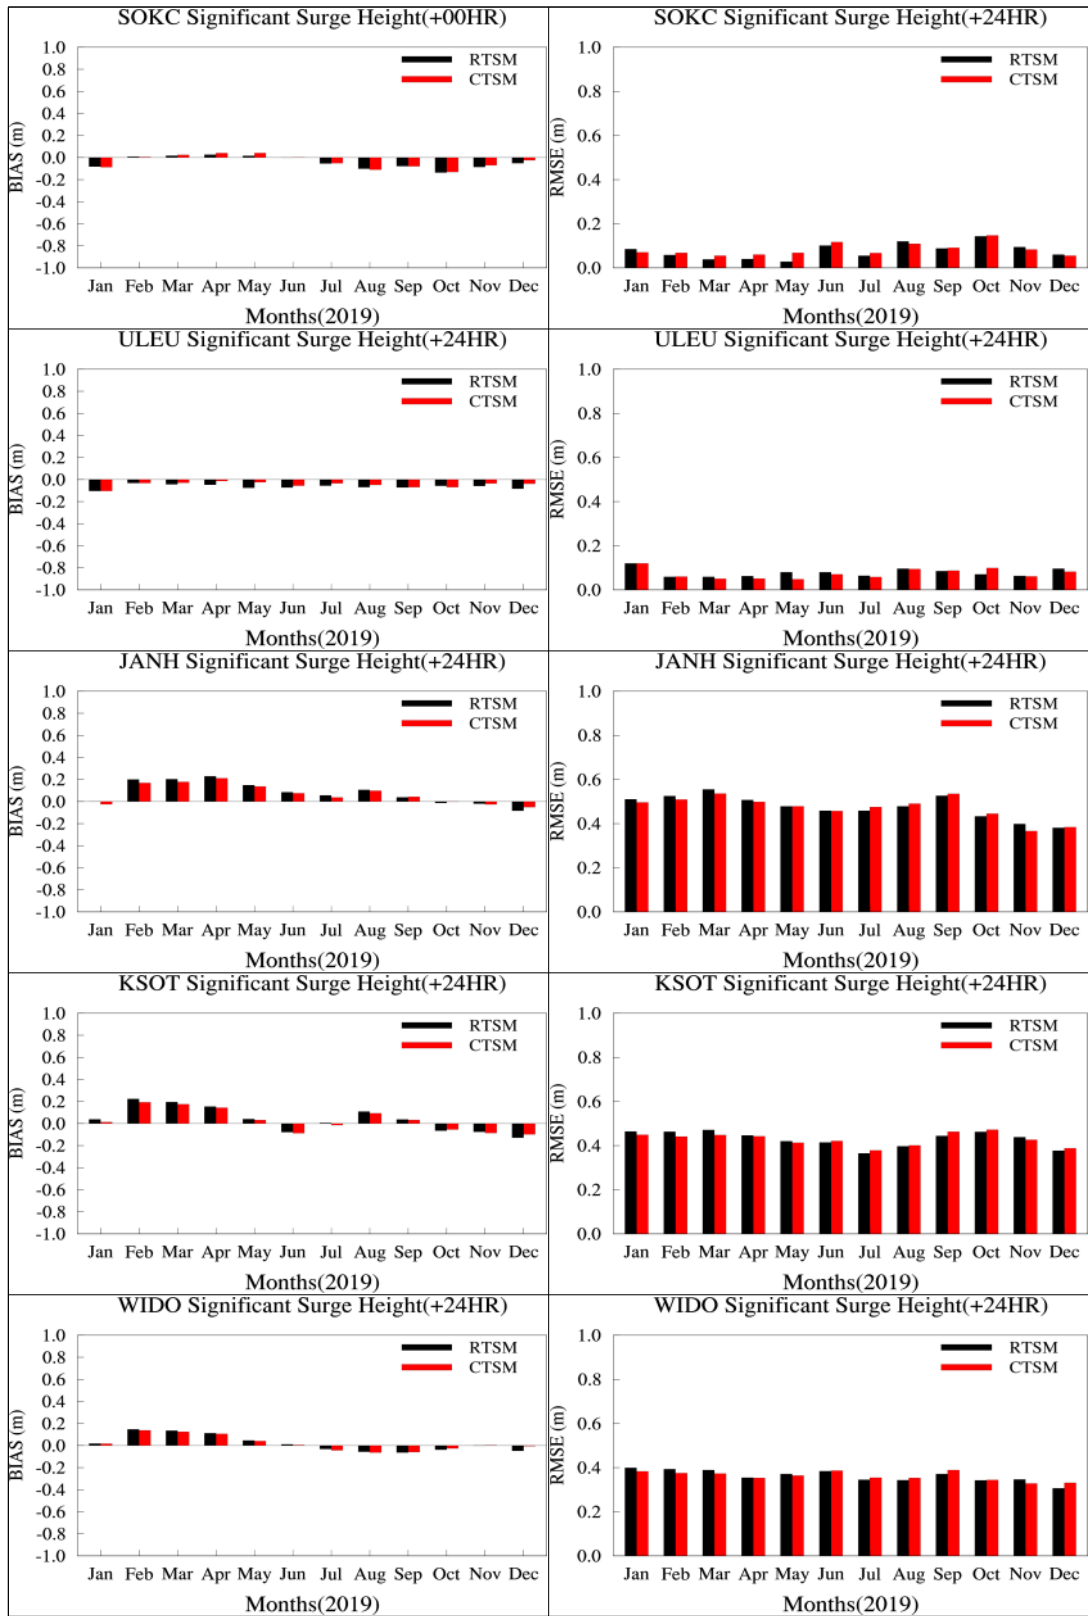 SOKC Significant Surge Height(+00HR)
1.0
0.8
0.6
0.4
0.2
0.0
-0.2
-0.4
-0.6
-0.8
-1.0
BIAS (m)
RTSM
CTSM
Jan Feb Mar Apr May Jun Jul Aug Sep Oct Nov Dec
Months(2019)
SOKC Significant Surge Height(+24HR)
1.0
0.8
0.6
0.4
0.2
0.0
RMSE (m)
RTSM
CTSM
Jan Feb Mar Apr May Jun Jul Aug Sep Oct Nov Dec
Months(2019)
ULEU Significant Surge Height(+24HR)
1.0
0.8
0.6
0.4
0.2
0.0
-0.2
-0.4
-0.6
-0.8
-1.0
BIAS (m)
RTSM
CTSM
Jan Feb Mar Apr May Jun Jul Aug Sep Oct Nov Dec
Months(2019)
ULEU Significant Surge Height(+24HR)
1.0
0.8
0.6
0.4
0.2
0.0
RMSE (m)
RTSM
CTSM
Jan Feb Mar Apr May Jun Jul Aug Sep Oct Nov Dec
Months(2019)
JANH Significant Surge Height(+24HR)
1.0
0.8
0.6
0.4
0.2
0.0
-0.2
-0.4
-0.6
-0.8
-1.0
BIAS (m)
RTSM
CTSM
Jan Feb Mar Apr May Jun Jul Aug Sep Oct Nov Dec
Months(2019)
JANH Significant Surge Height(+24HR)
1.0
0.8
0.6
0.4
0.2
0.0
RMSE (m)
RTSM
CTSM
Jan Feb Mar Apr May Jun Jul Aug Sep Oct Nov Dec
Months(2019)
KSOT Significant Surge Height(+24HR)
1.0
0.8
0.6
0.4
0.2
0.0
-0.2
-0.4
-0.6
-0.8
-1.0
BIAS (m)
RTSM
CTSM
Jan Feb Mar Apr May Jun Jul Aug Sep Oct Nov Dec
Months(2019)
KSOT Significant Surge Height(+24HR)
1.0
0.8
0.6
0.4
0.2
0.0
RMSE (m)
RTSM
CTSM
Jan Feb Mar Apr May Jun Jul Aug Sep Oct Nov Dec
Months(2019)
WIDO Significant Surge Height(+24HR)
1.0
0.8
0.6
0.4
0.2
0.0
-0.2
-0.4
-0.6
-0.8
-1.0
BIAS (m)
RTSM
CTSM
Jan Feb Mar Apr May Jun Jul Aug Sep Oct Nov Dec
Months(2019)
WIDO Significant Surge Height(+24HR)
1.0
0.8
0.6
0.4
0.2
0.0
RMSE (m)
RTSM
CTSM
Jan Feb Mar Apr May Jun Jul Aug Sep Oct Nov Dec
Months(2019)